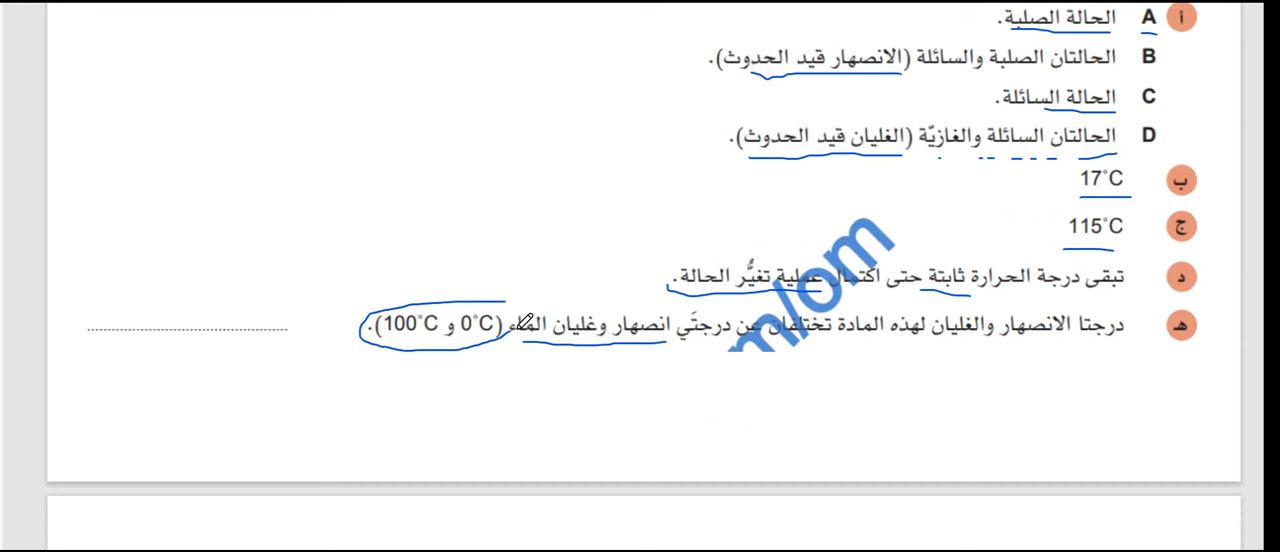 أ A الحالة الصلبة.
B الحالتان الصلبة والسائلة (الانصهار قيد الحدوث).
C الحالة السائلة.
D الحالتان السائلة والغازيّة (الغليان قيد الحدوث).
ب 17°C
ج 115°C
د تبقى درجة الحرارة ثابتة حتى اكتمال عملية تغيُّر الحالة.
هـ درجتا الانصهار والغليان لهذه المادة تختلفان عن درجتَي انصهار وغليان الماء (0°C و 100°C).
m/om